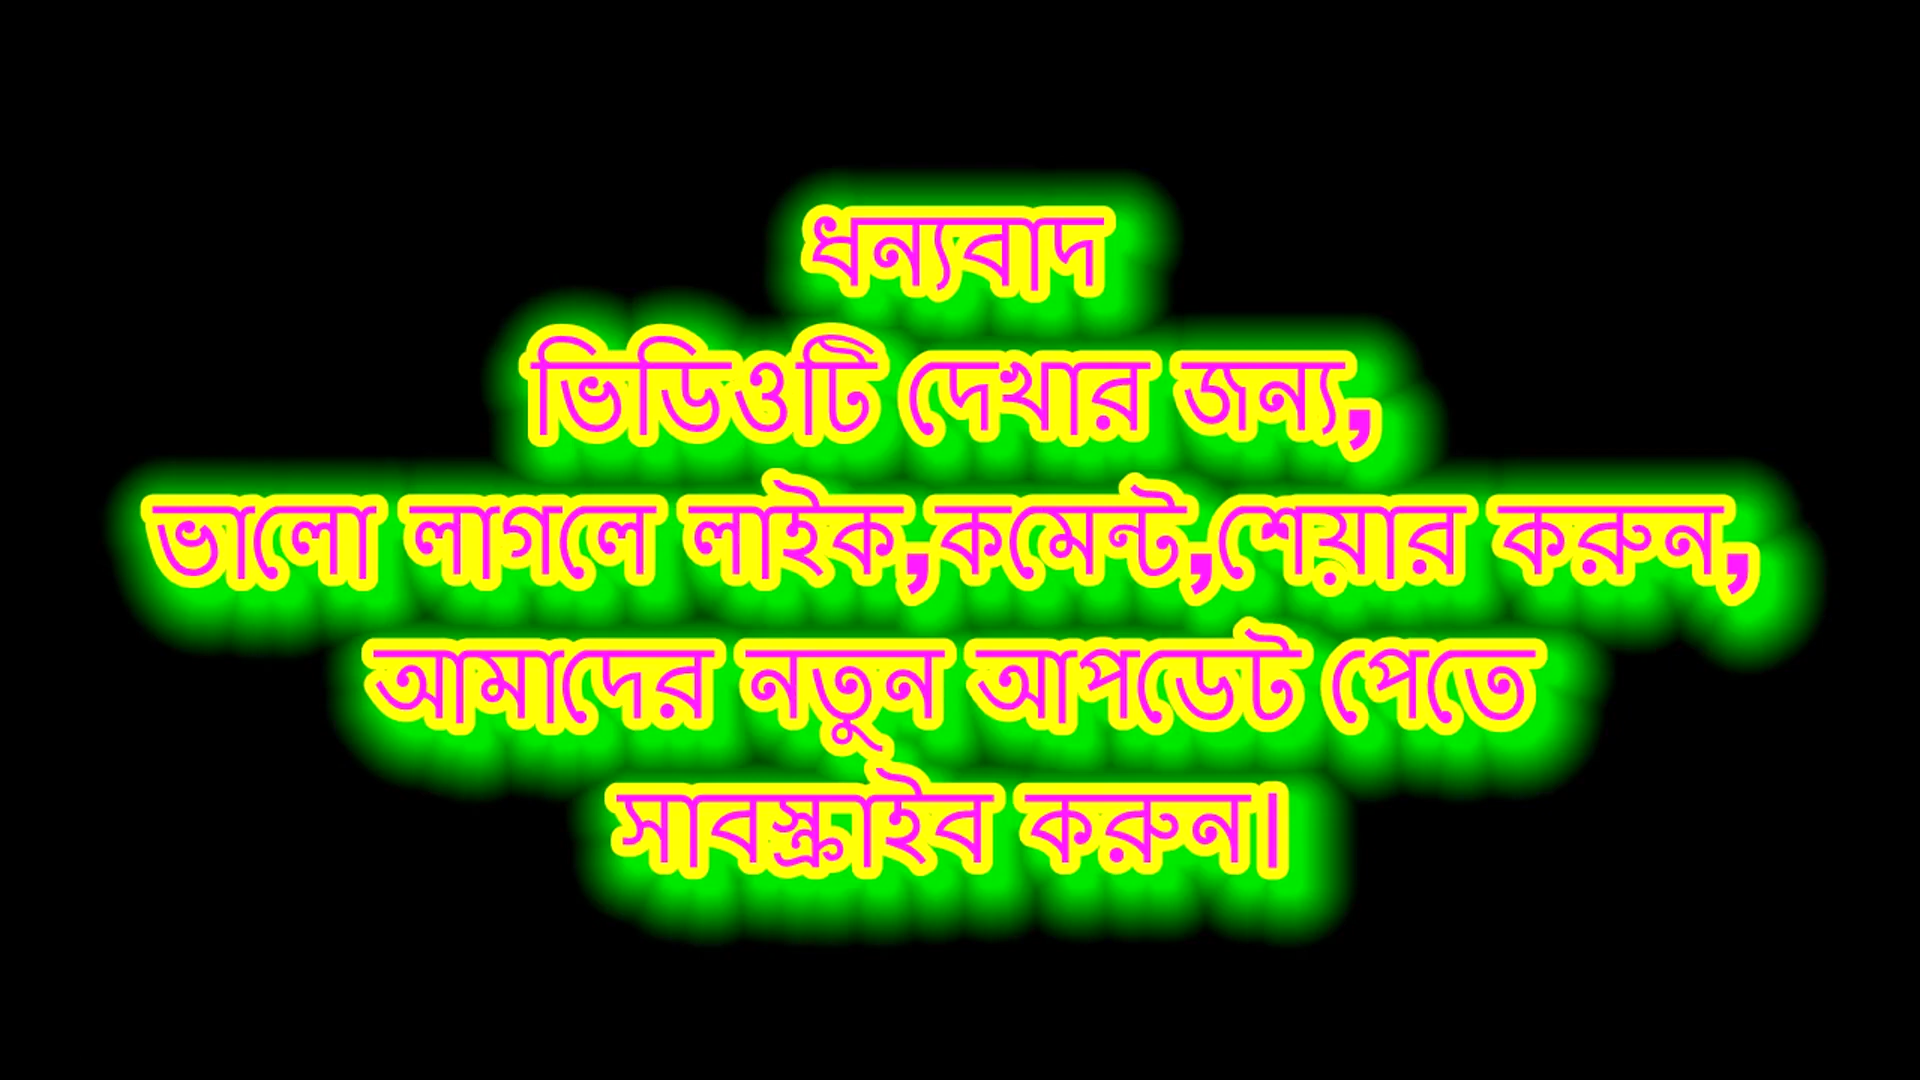 ধন্যবাদ
ভিডিওটি দেখার জন্য,
ভালো লাগলে লাইক,কমেন্ট,শেয়ার করুন,
আমাদের নতুন আপডেট পেতে
সাবস্ক্রাইব করুন।